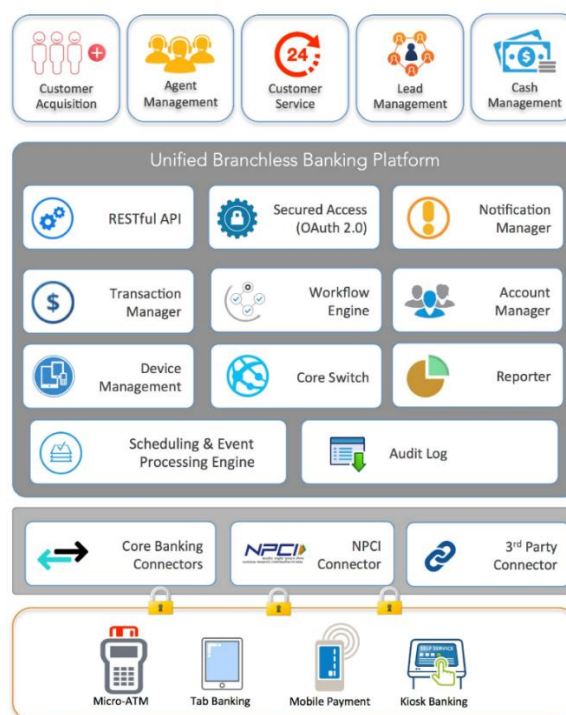 Customer
Acquisition
Agent
Management
24
Customer
Service
Lead
Management
Cash
Management
Unified Branchless Banking Platform
RESTful API
Secured Access
(OAuth 2.0)
Notification
Manager
Transaction
Manager
Workflow
Engine
Account
Manager
Device
Management
Core Switch
Reporter
Scheduling & Event
Processing Engine
Audit Log
Core Banking
Connectors
NPCI
NPCI
Connector
3rd Party
Connector
SELF SERVICE
Micro-ATM
Tab Banking
Mobile Payment
Kiosk Banking